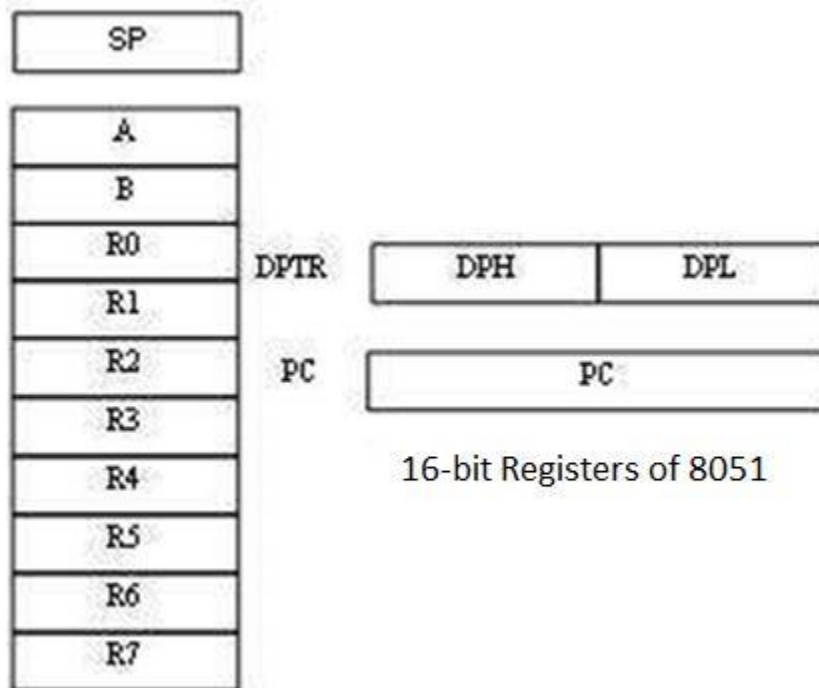 SP
A
B
R0
R1
R2
R3
R4
R5
R6
R7
DPTR
DPH
DPL
PC
PC
16-bit Registers of 8051